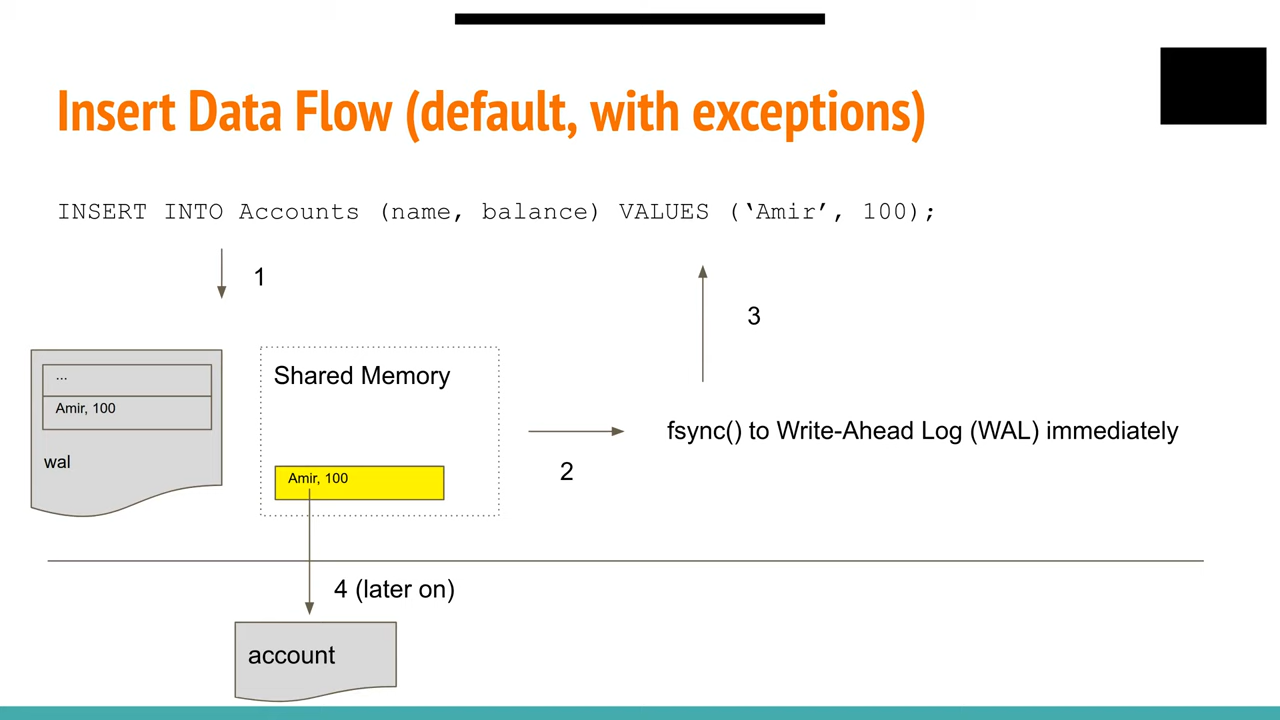 Insert Data Flow (default, with exceptions)
INSERT INTO Accounts (name, balance) VALUES (‘Amir’, 100);
1
3
...
Amir, 100
wal
Shared Memory
Amir, 100
2
fsync() to Write-Ahead Log (WAL) immediately
4 (later on)
account